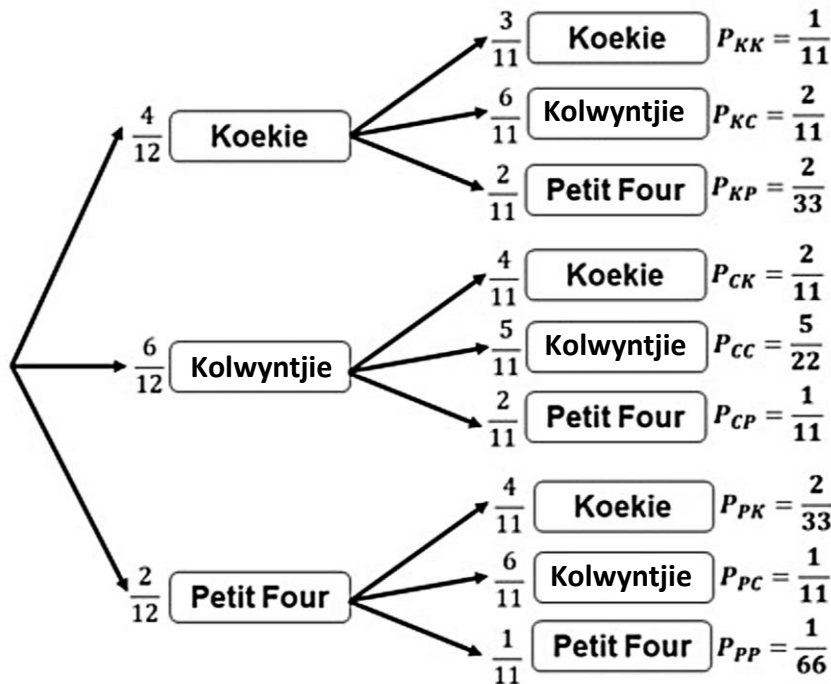 3/11 Koekie P_KK = 1/11
6/11 Kolwyntjie P_KC = 2/11
4/12 Koekie
2/11 Petit Four P_KP = 2/33
4/11 Koekie P_CK = 2/11
6/12 Kolwyntjie
5/11 Kolwyntjie P_CC = 5/22
2/11 Petit Four P_CP = 1/11
4/11 Koekie P_PK = 2/33
6/11 Kolwyntjie P_PC = 1/11
2/12 Petit Four
1/11 Petit Four P_PP = 1/66